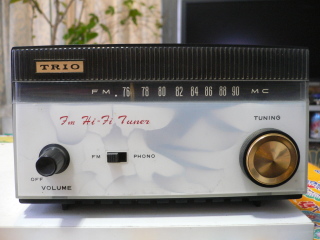 TRIO
FM 76 78 80 82 84 86 88 90 MC
Fm Hi-Fi Tuner
TUNING
FM PHONO
OFF
VOLUME